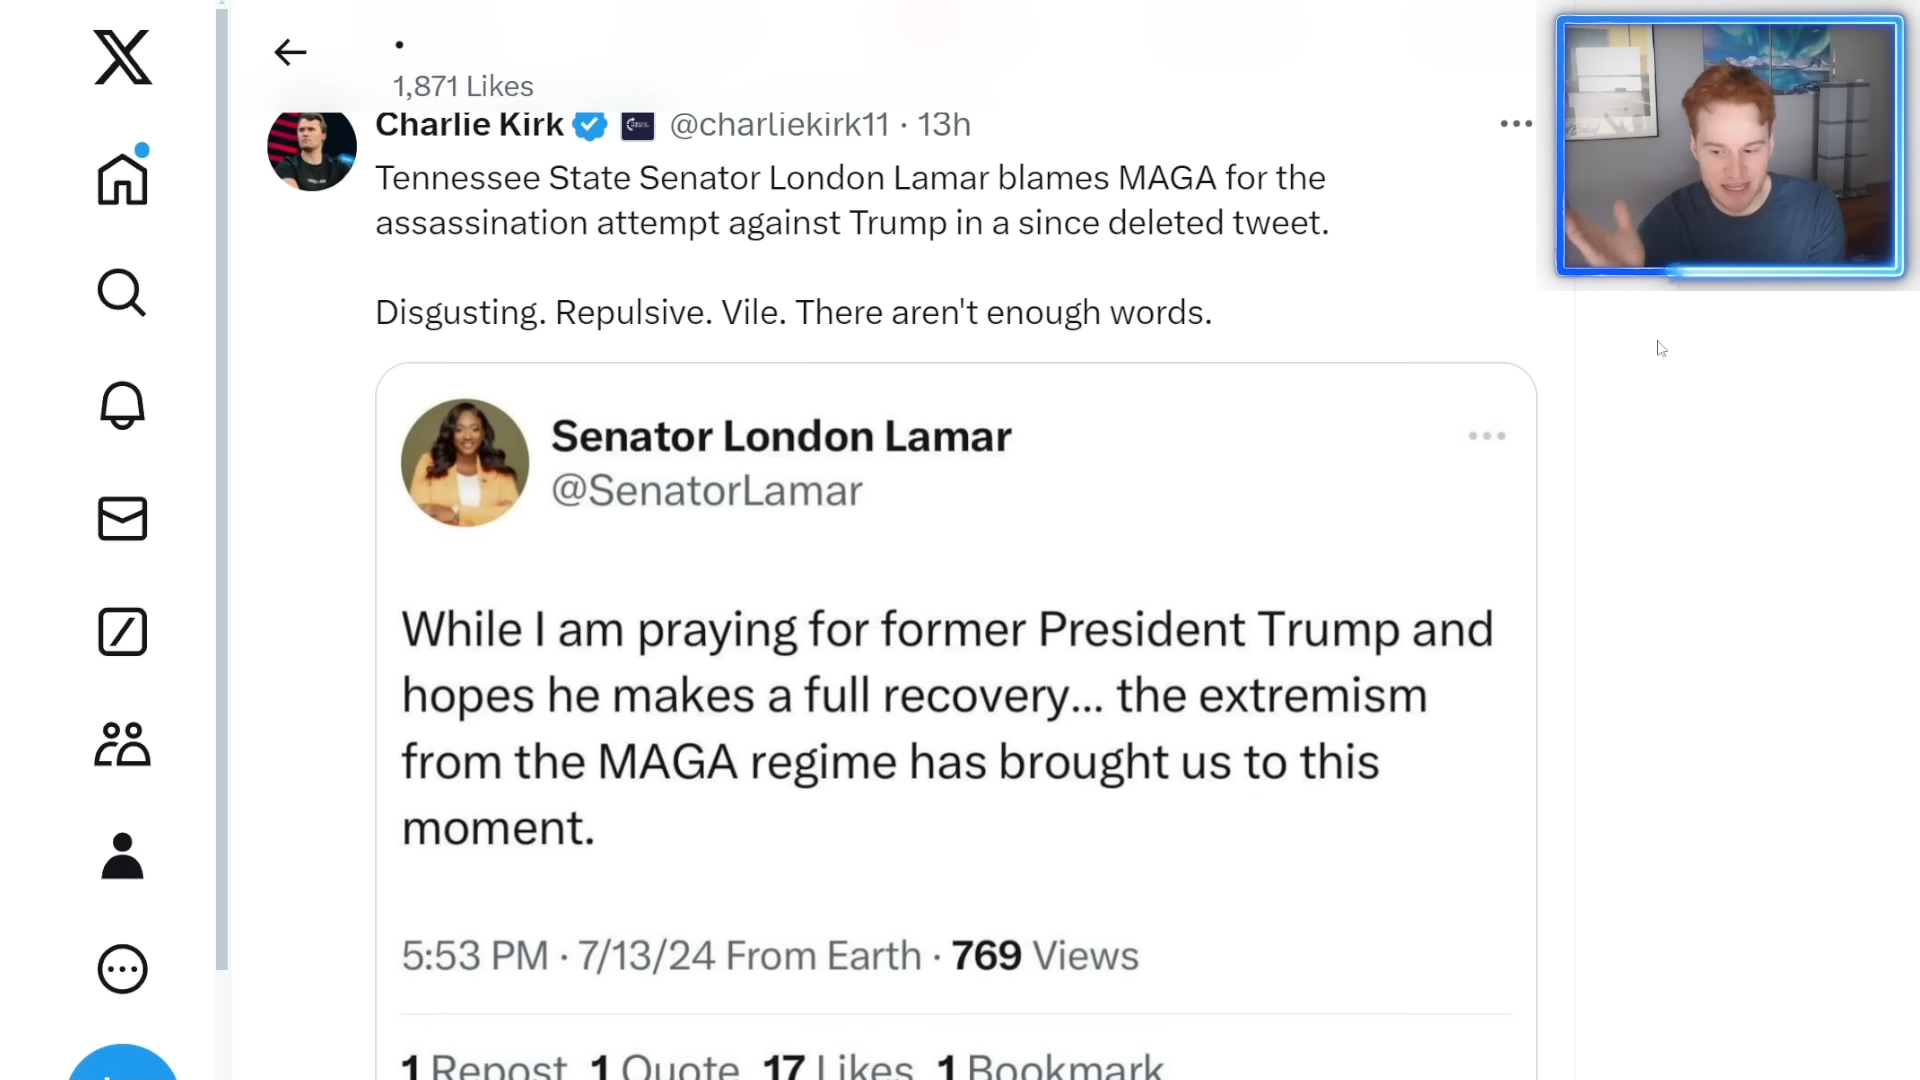 1,871 Likes
Charlie Kirk @charliekirk11 · 13h
Tennessee State Senator London Lamar blames MAGA for the
assassination attempt against Trump in a since deleted tweet.
Disgusting. Repulsive. Vile. There aren't enough words.
Senator London Lamar
@SenatorLamar
While I am praying for former President Trump and
hopes he makes a full recovery... the extremism
from the MAGA regime has brought us to this
moment.
5:53 PM · 7/13/24 From Earth · 769 Views
1 Repost 1 Quote 17 Likes 1 Bookmark